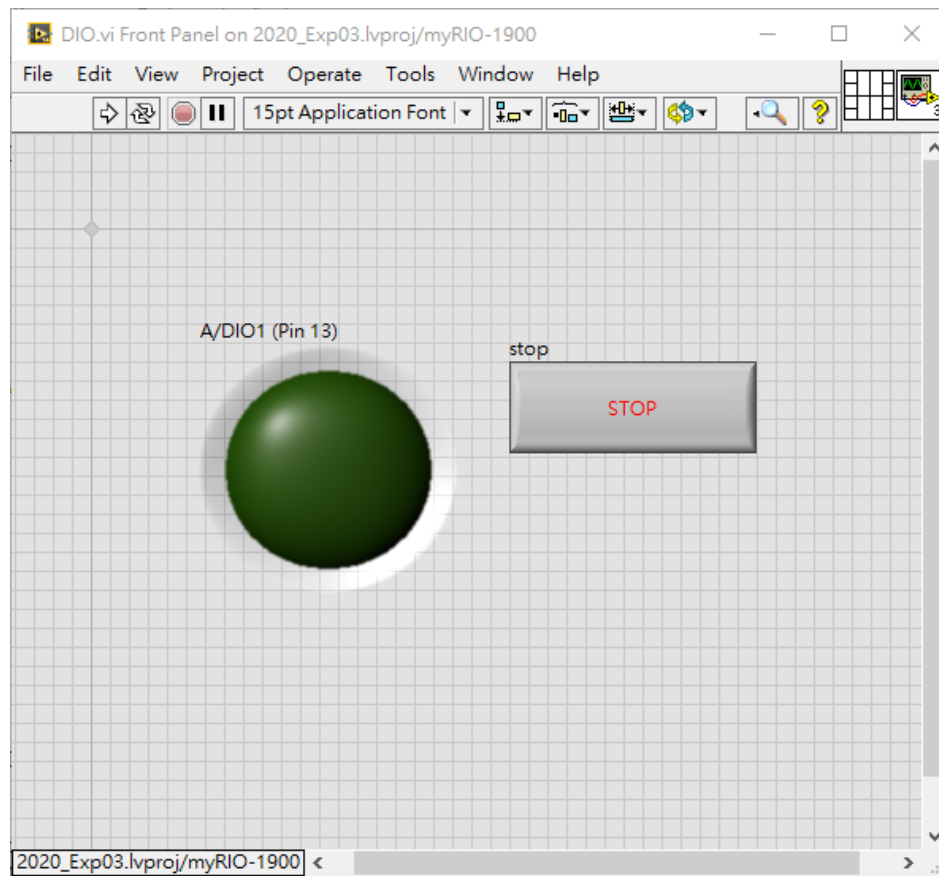 DIO.vi Front Panel on 2020_Exp03.lvproj/myRIO-1900
File Edit View Project Operate Tools Window Help
15pt Application Font
A/DIO1 (Pin 13)
stop
STOP
2020_Exp03.lvproj/myRIO-1900